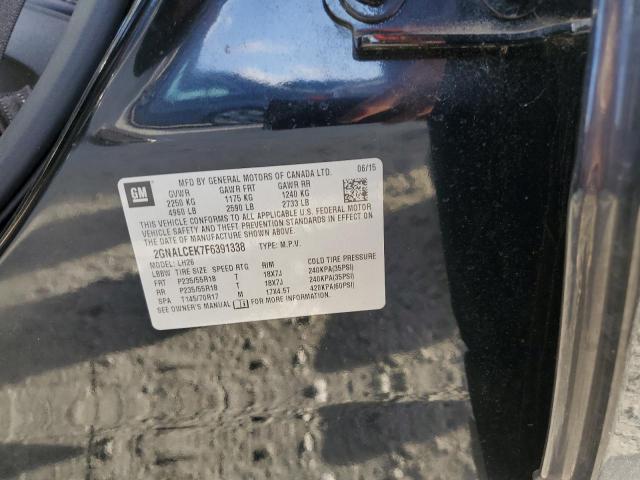 GM
MFD BY GENERAL MOTORS OF CANADA LTD.
06/15
GVWR GAWR FRT GAWR RR
2250 KG 1175 KG 1240 KG
4960 LB 2590 LB 2733 LB
THIS VEHICLE CONFORMS TO ALL APPLICABLE U.S. FEDERAL MOTOR
VEHICLE SAFETY AND THEFT PREVENTION STANDARDS IN EFFECT ON
THE DATE OF MANUFACTURE SHOWN ABOVE.
2GNALCEK7F6391338 TYPE: M.P.V.
MODEL: LH26
LBBW TIRE SIZE SPEED RTG RIM COLD TIRE PRESSURE
FRT P235/55R18 T 18X7J 240KPA(35PSI)
RR P235/55R18 T 18X7J 240KPA(35PSI)
SPA T145/70R17 M 17X4.5T 420KPA(60PSI)
SEE OWNER'S MANUAL FOR MORE INFORMATION.